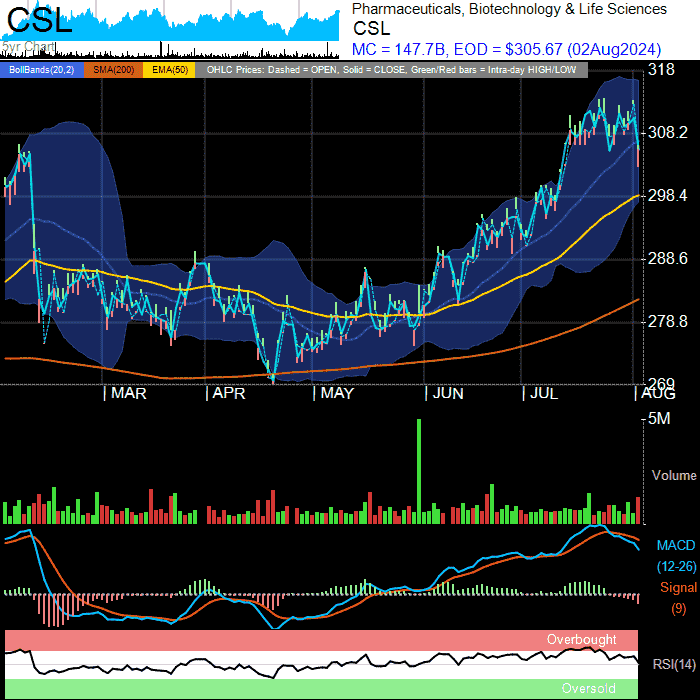 CSL
5yr Chart
Pharmaceuticals, Biotechnology & Life Sciences
CSL
MC = 147.7B, EOD = $305.67 (02Aug2024)
BollBands(20,2) SMA(200) EMA(50) OHLC Prices: Dashed = OPEN, Solid = CLOSE, Green/Red bars = Intra-day HIGH/LOW
318
308.2
298.4
288.6
278.8
269
MAR APR MAY JUN JUL AUG
5M
Volume
MACD
(12-26)
Signal
(9)
Overbought
RSI(14)
Oversold